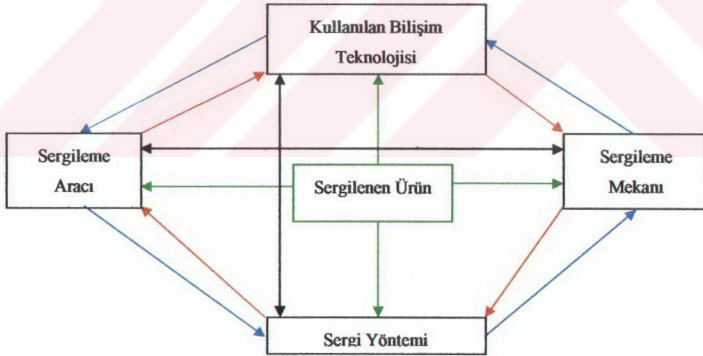 Kullanılan Bilişim
Teknolojisi
Sergileme
Aracı
Sergilenen Ürün
Sergileme
Mekanı
Sergi Yöntemi